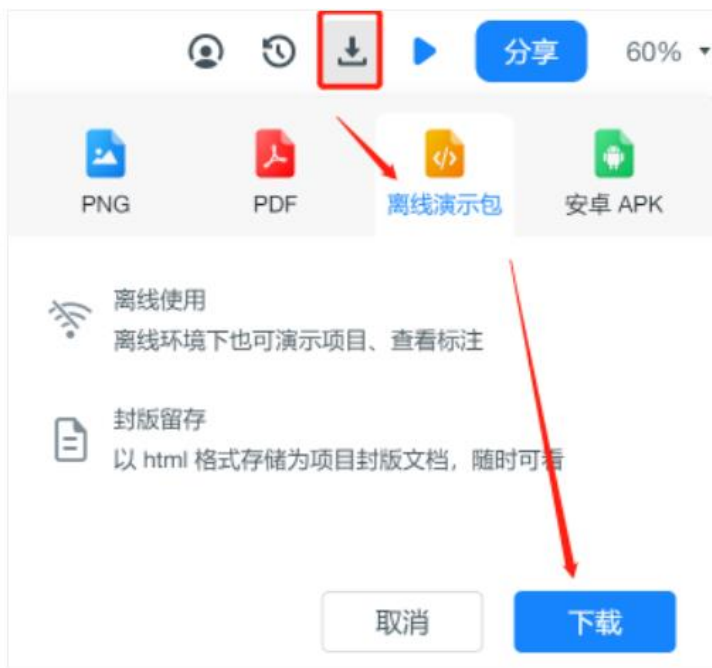 分享
60%
PNG
PDF
离线演示包
安卓 APK
离线使用
离线环境下也可演示项目、查看标注
封版留存
以 html 格式存储为项目封版文档，随时可看
取消
下载